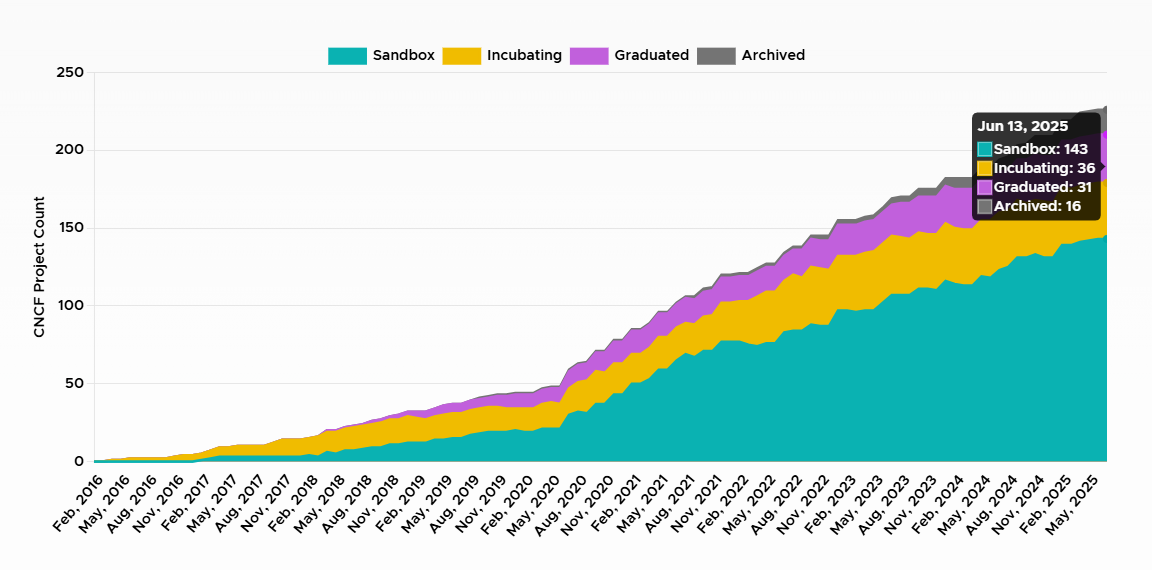 Sandbox Incubating Graduated Archived
250
200
150
100
50
0
CNCF Project Count
Jun 13, 2025
Sandbox: 143
Incubating: 36
Graduated: 31
Archived: 16
Feb, 2016
May, 2016
Aug, 2016
Nov, 2016
Feb, 2017
May, 2017
Aug, 2017
Nov, 2017
Feb, 2018
May, 2018
Aug, 2018
Nov, 2018
Feb, 2019
May, 2019
Aug, 2019
Nov, 2019
Feb, 2020
May, 2020
Aug, 2020
Nov, 2020
Feb, 2021
May, 2021
Aug, 2021
Nov, 2021
Feb, 2022
May, 2022
Aug, 2022
Nov, 2022
Feb, 2023
May, 2023
Aug, 2023
Nov, 2023
Feb, 2024
May, 2024
Aug, 2024
Nov, 2024
Feb, 2025
May, 2025